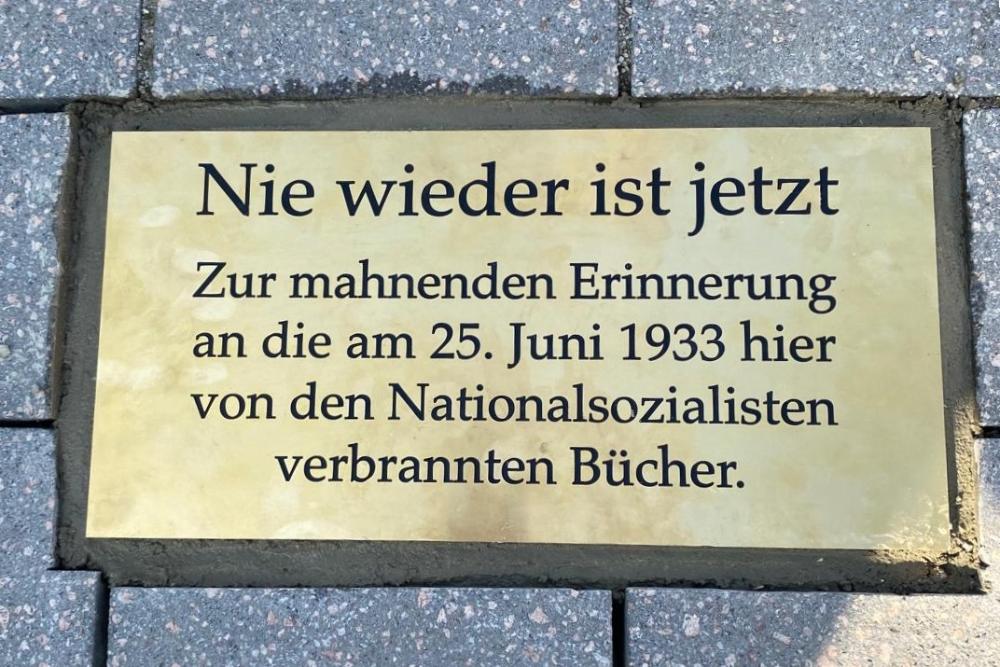 Nie wieder ist jetzt
Zur mahnenden Erinnerung
an die am 25. Juni 1933 hier
von den Nationalsozialisten
verbrannten Bücher.